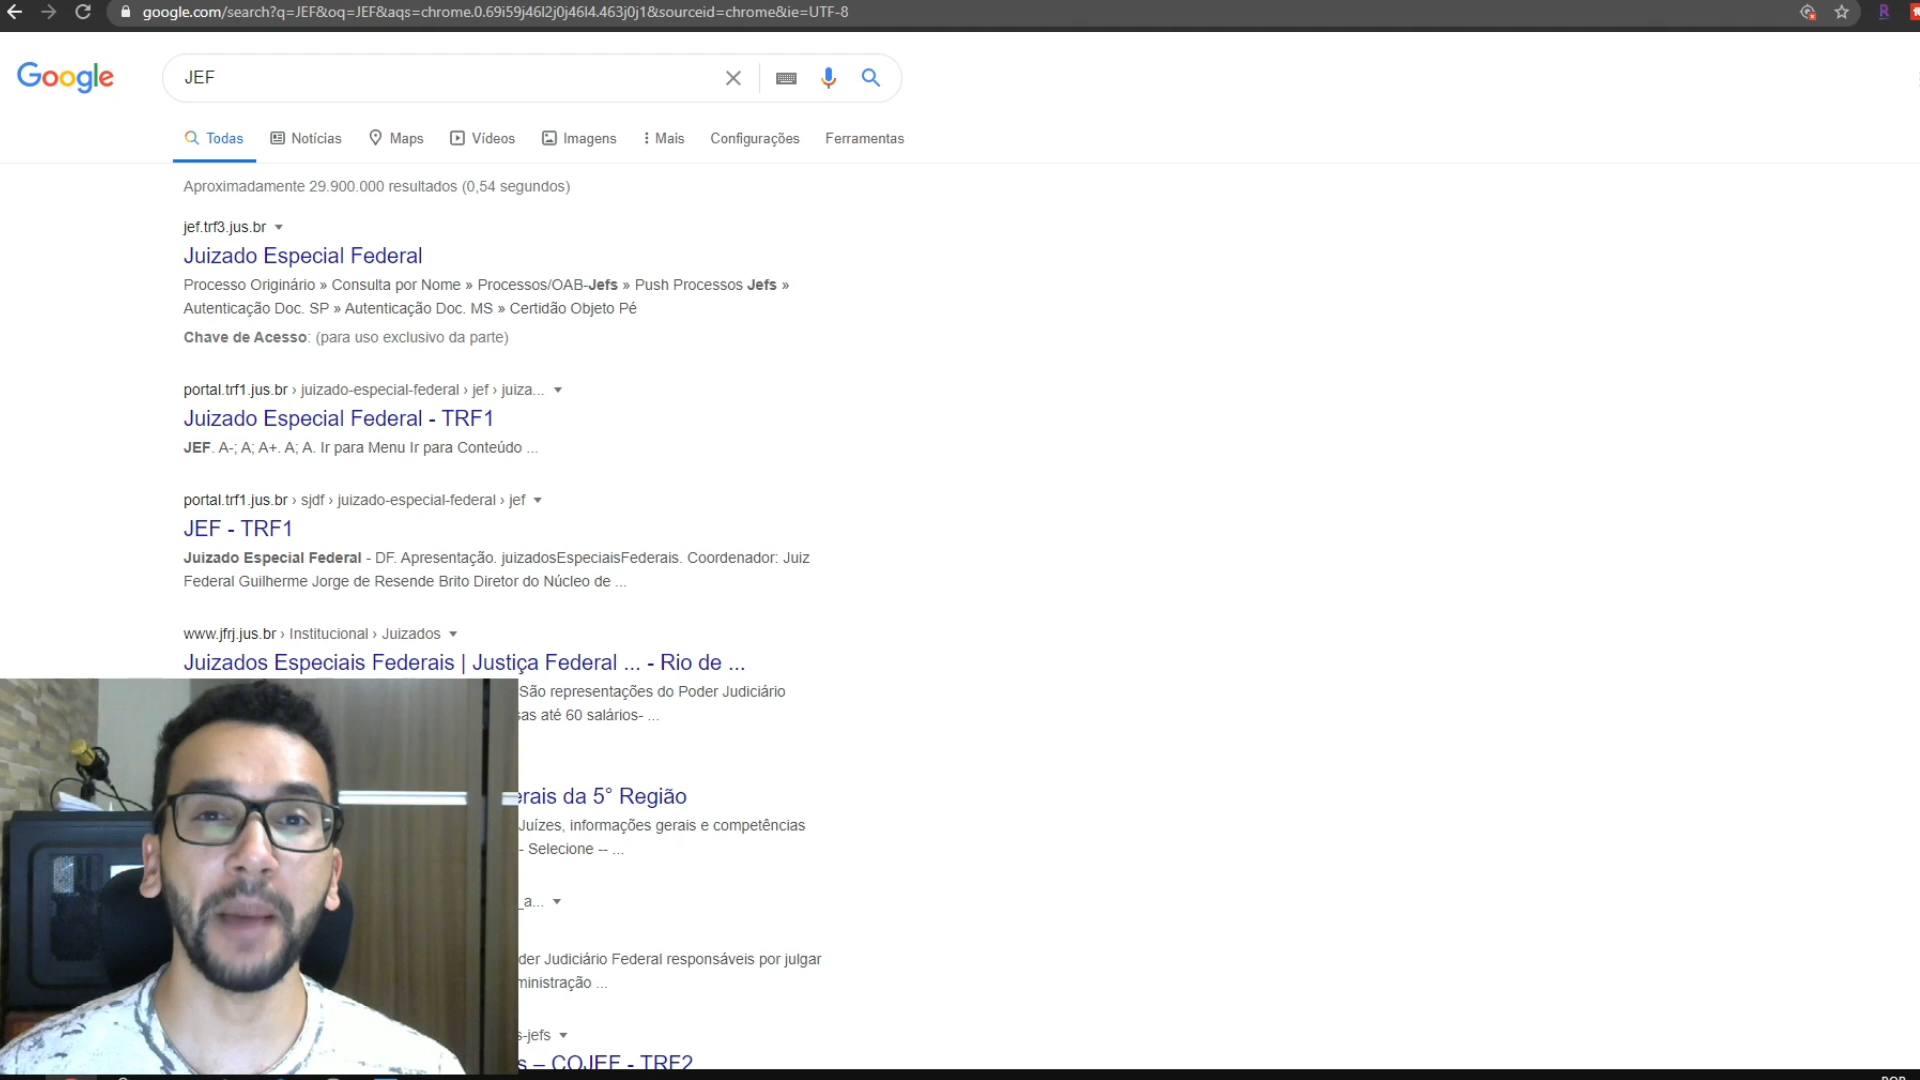 google.com/search?q=JEF&oq=JEF&aqs=chrome.0.69i59j46l2j0j46l4.463j0j1&sourceid=chrome&ie=UTF-8
Google
JEF
Todas Notícias Maps Vídeos Imagens Mais Configurações Ferramentas
Aproximadamente 29.900.000 resultados (0,54 segundos)
jef.trf3.jus.br
Juizado Especial Federal
Processo Originário » Consulta por Nome » Processos/OAB-Jefs » Push Processos Jefs »
Autenticação Doc. SP » Autenticação Doc. MS » Certidão Objeto Pé
Chave de Acesso: (para uso exclusivo da parte)
portal.trf1.jus.br › juizado-especial-federal › jef › juiza...
Juizado Especial Federal - TRF1
JEF. A-; A; A+. A; A. Ir para Menu Ir para Conteúdo ...
portal.trf1.jus.br › sjdf › juizado-especial-federal › jef
JEF - TRF1
Juizado Especial Federal - DF. Apresentação. juizadosEspeciaisFederais. Coordenador: Juiz
Federal Guilherme Jorge de Resende Brito Diretor do Núcleo de ...
www.jfrj.jus.br › Institucional › Juizados
Juizados Especiais Federais | Justiça Federal ... - Rio de ...
São representações do Poder Judiciário
até 60 salários- ...
da 5° Região
Juízes, informações gerais e competências
- Selecione -- ...
_a...
Judiciário Federal responsáveis por julgar
...
-jefs
– COJEF - TRF2